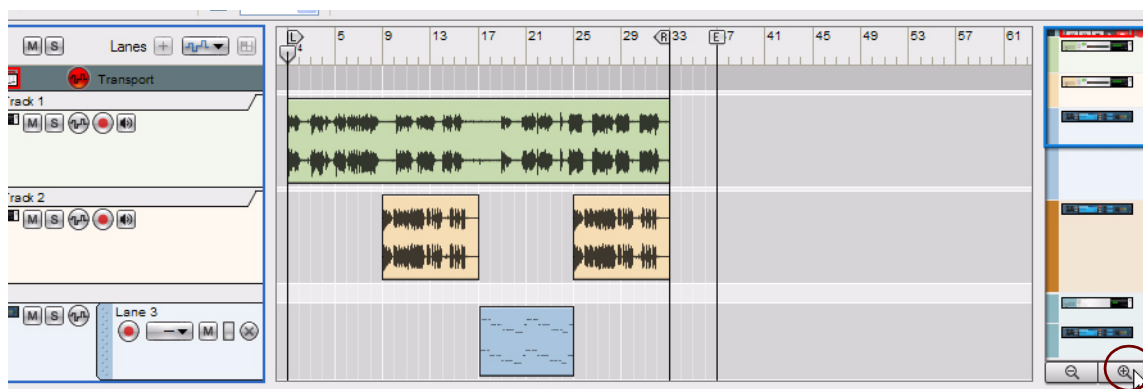 M S Lanes
L 5 9 13 17 21 25 29 R 33 E 7 41 45 49 53 57 61
4
Transport
Track 1
M S
Track 2
M S
M S Lane 3
M